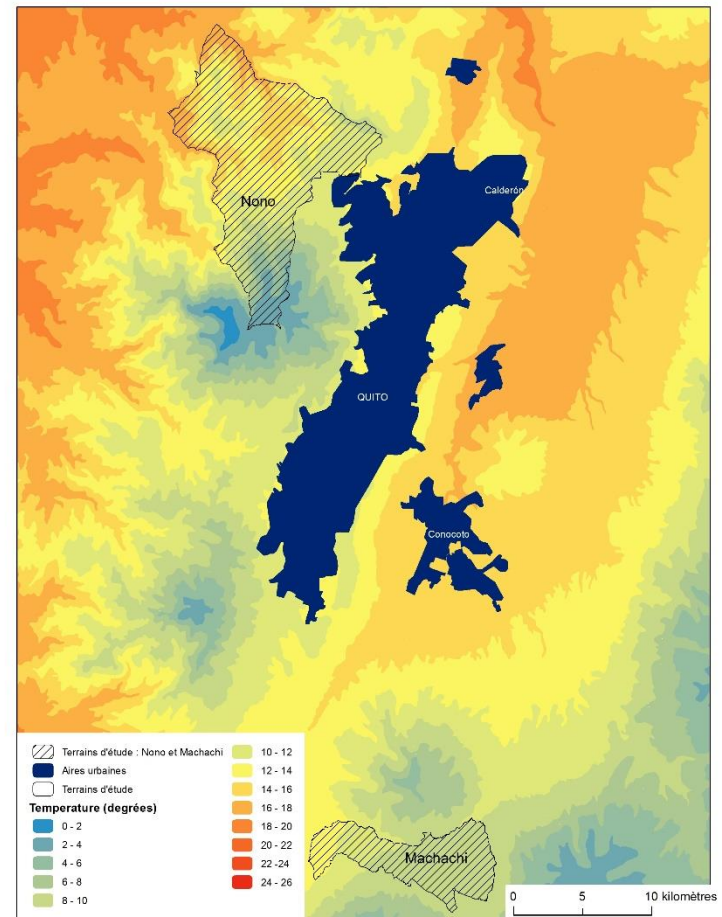 Calderón
Nono
QUITO
Conocoto
Machachi
Terrains d'étude : Nono et Machachi
Aires urbaines
Terrains d'étude
Temperature (degrées)
0 - 2
2 - 4
4 - 6
6 - 8
8 - 10
10 - 12
12 - 14
14 - 16
16 - 18
18 - 20
20 - 22
22 -24
24 - 26
0 5 10 kilomètres